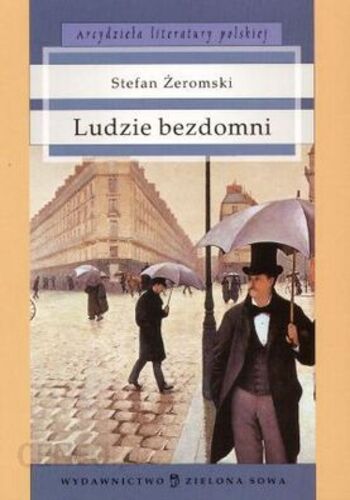 Arcydzieła literatury polskiej
Stefan Żeromski
Ludzie bezdomni
WYDAWNICTWO ZIELONA SOWA